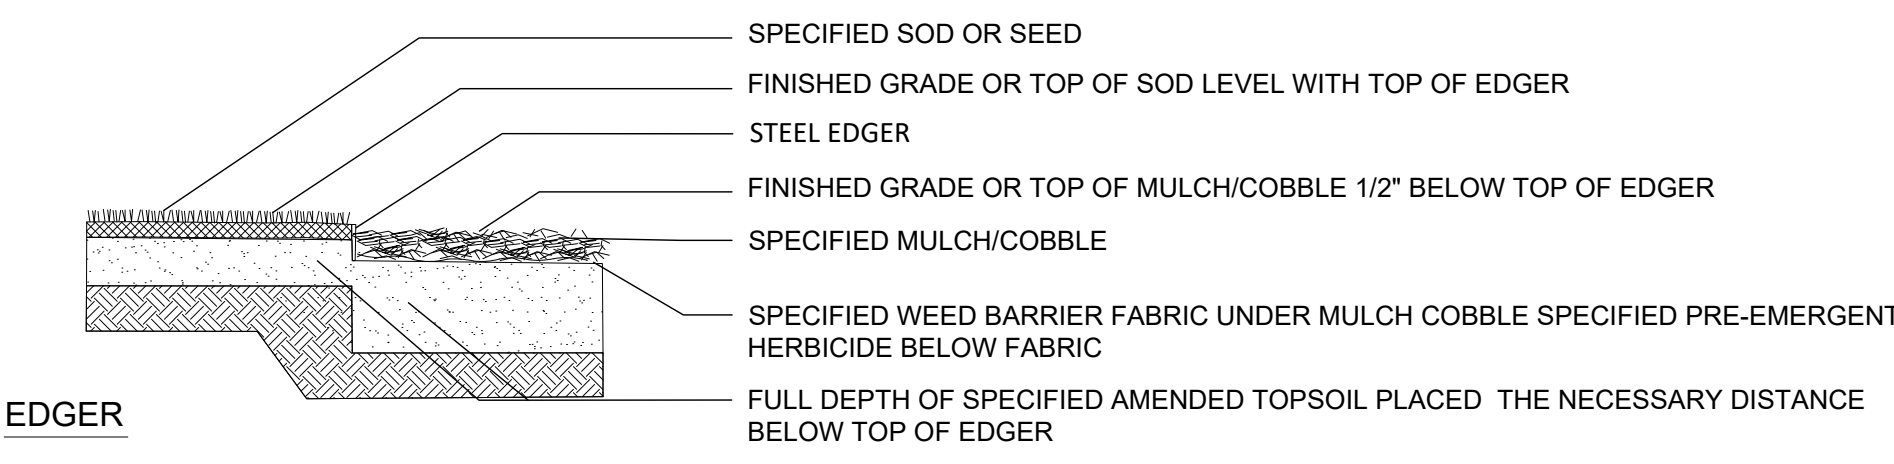 SPECIFIED SOD OR SEED
FINISHED GRADE OR TOP OF SOD LEVEL WITH TOP OF EDGER
STEEL EDGER
FINISHED GRADE OR TOP OF MULCH/COBBLE 1/2" BELOW TOP OF EDGER
SPECIFIED MULCH/COBBLE
SPECIFIED WEED BARRIER FABRIC UNDER MULCH COBBLE SPECIFIED PRE-EMERGENT
HERBICIDE BELOW FABRIC
FULL DEPTH OF SPECIFIED AMENDED TOPSOIL PLACED THE NECESSARY DISTANCE
BELOW TOP OF EDGER
EDGER